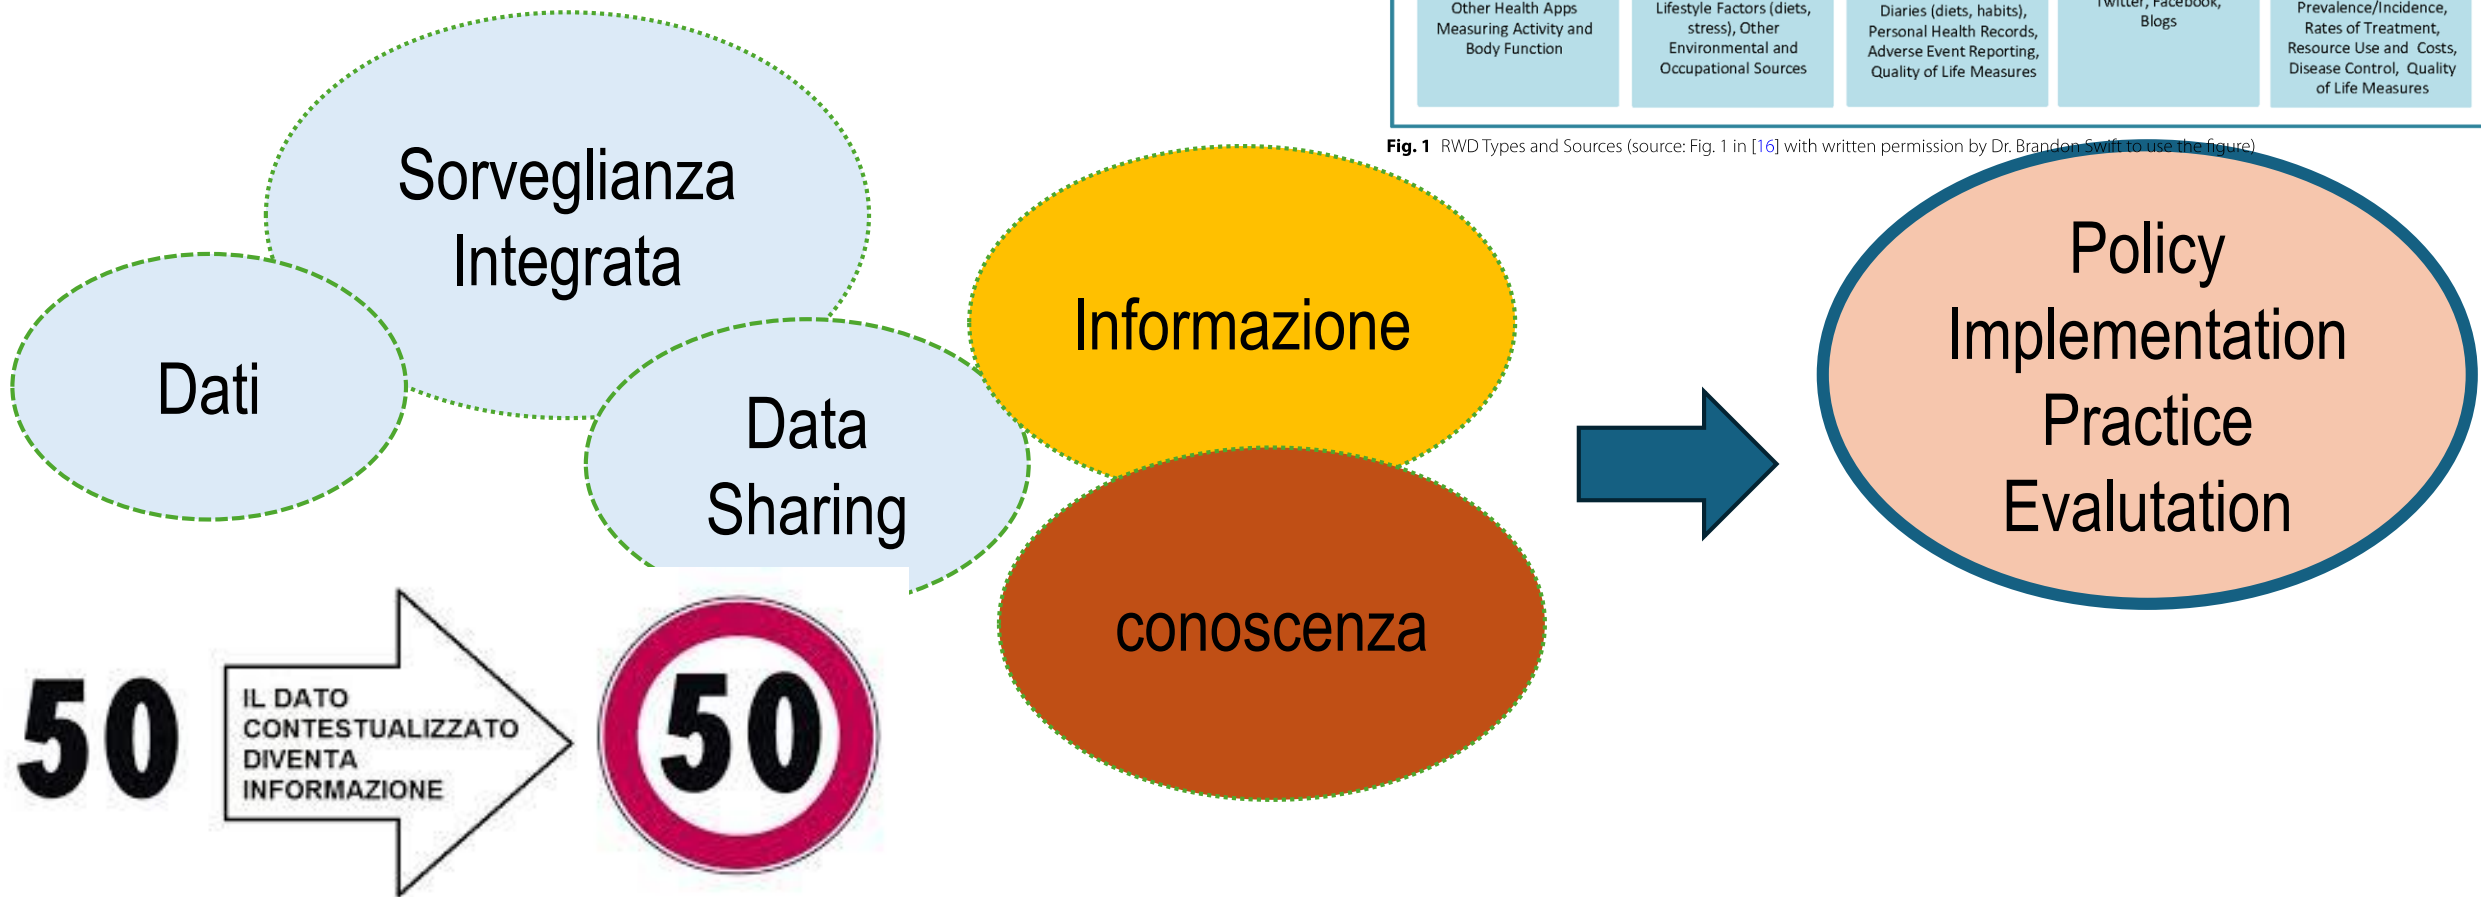 Other Health Apps
Measuring Activity and
Body Function
Lifestyle Factors (diets,
stress), Other
Environmental and
Occupational Sources
Diaries (diets, habits),
Personal Health Records,
Adverse Event Reporting,
Quality of Life Measures
Twitter, Facebook,
Blogs
Prevalence/Incidence,
Rates of Treatment,
Resource Use and Costs,
Disease Control, Quality
of Life Measures
Fig. 1 RWD Types and Sources (source: Fig. 1 in [16] with written permission by Dr. Brandon Swift to use the figure)
Sorveglianza
Integrata
Dati
Data
Sharing
Informazione
conoscenza
Policy
Implementation
Practice
Evalutation
50
IL DATO
CONTESTUALIZZATO
DIVENTA
INFORMAZIONE
50